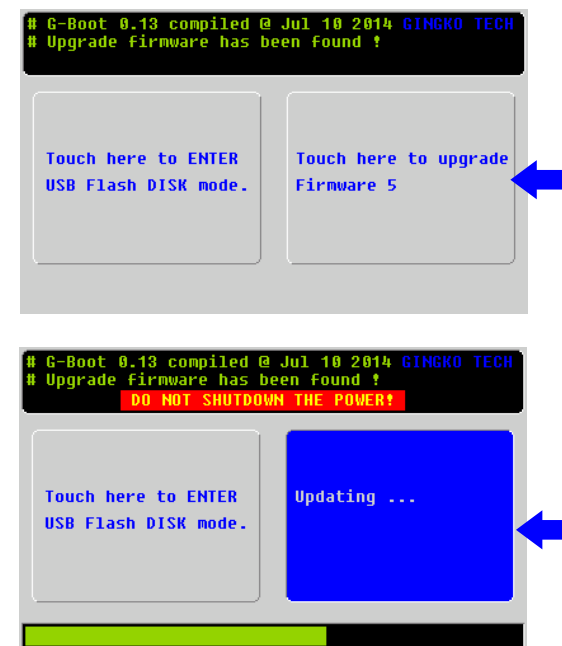 # G-Boot 0.13 compiled @ Jul 10 2014 GINGKO TECH
# Upgrade firmware has been found !
Touch here to ENTER
USB Flash DISK mode.
Touch here to upgrade
Firmware 5
# G-Boot 0.13 compiled @ Jul 10 2014 GINGKO TECH
# Upgrade firmware has been found !
DO NOT SHUTDOWN THE POWER!
Touch here to ENTER
USB Flash DISK mode.
Updating ...